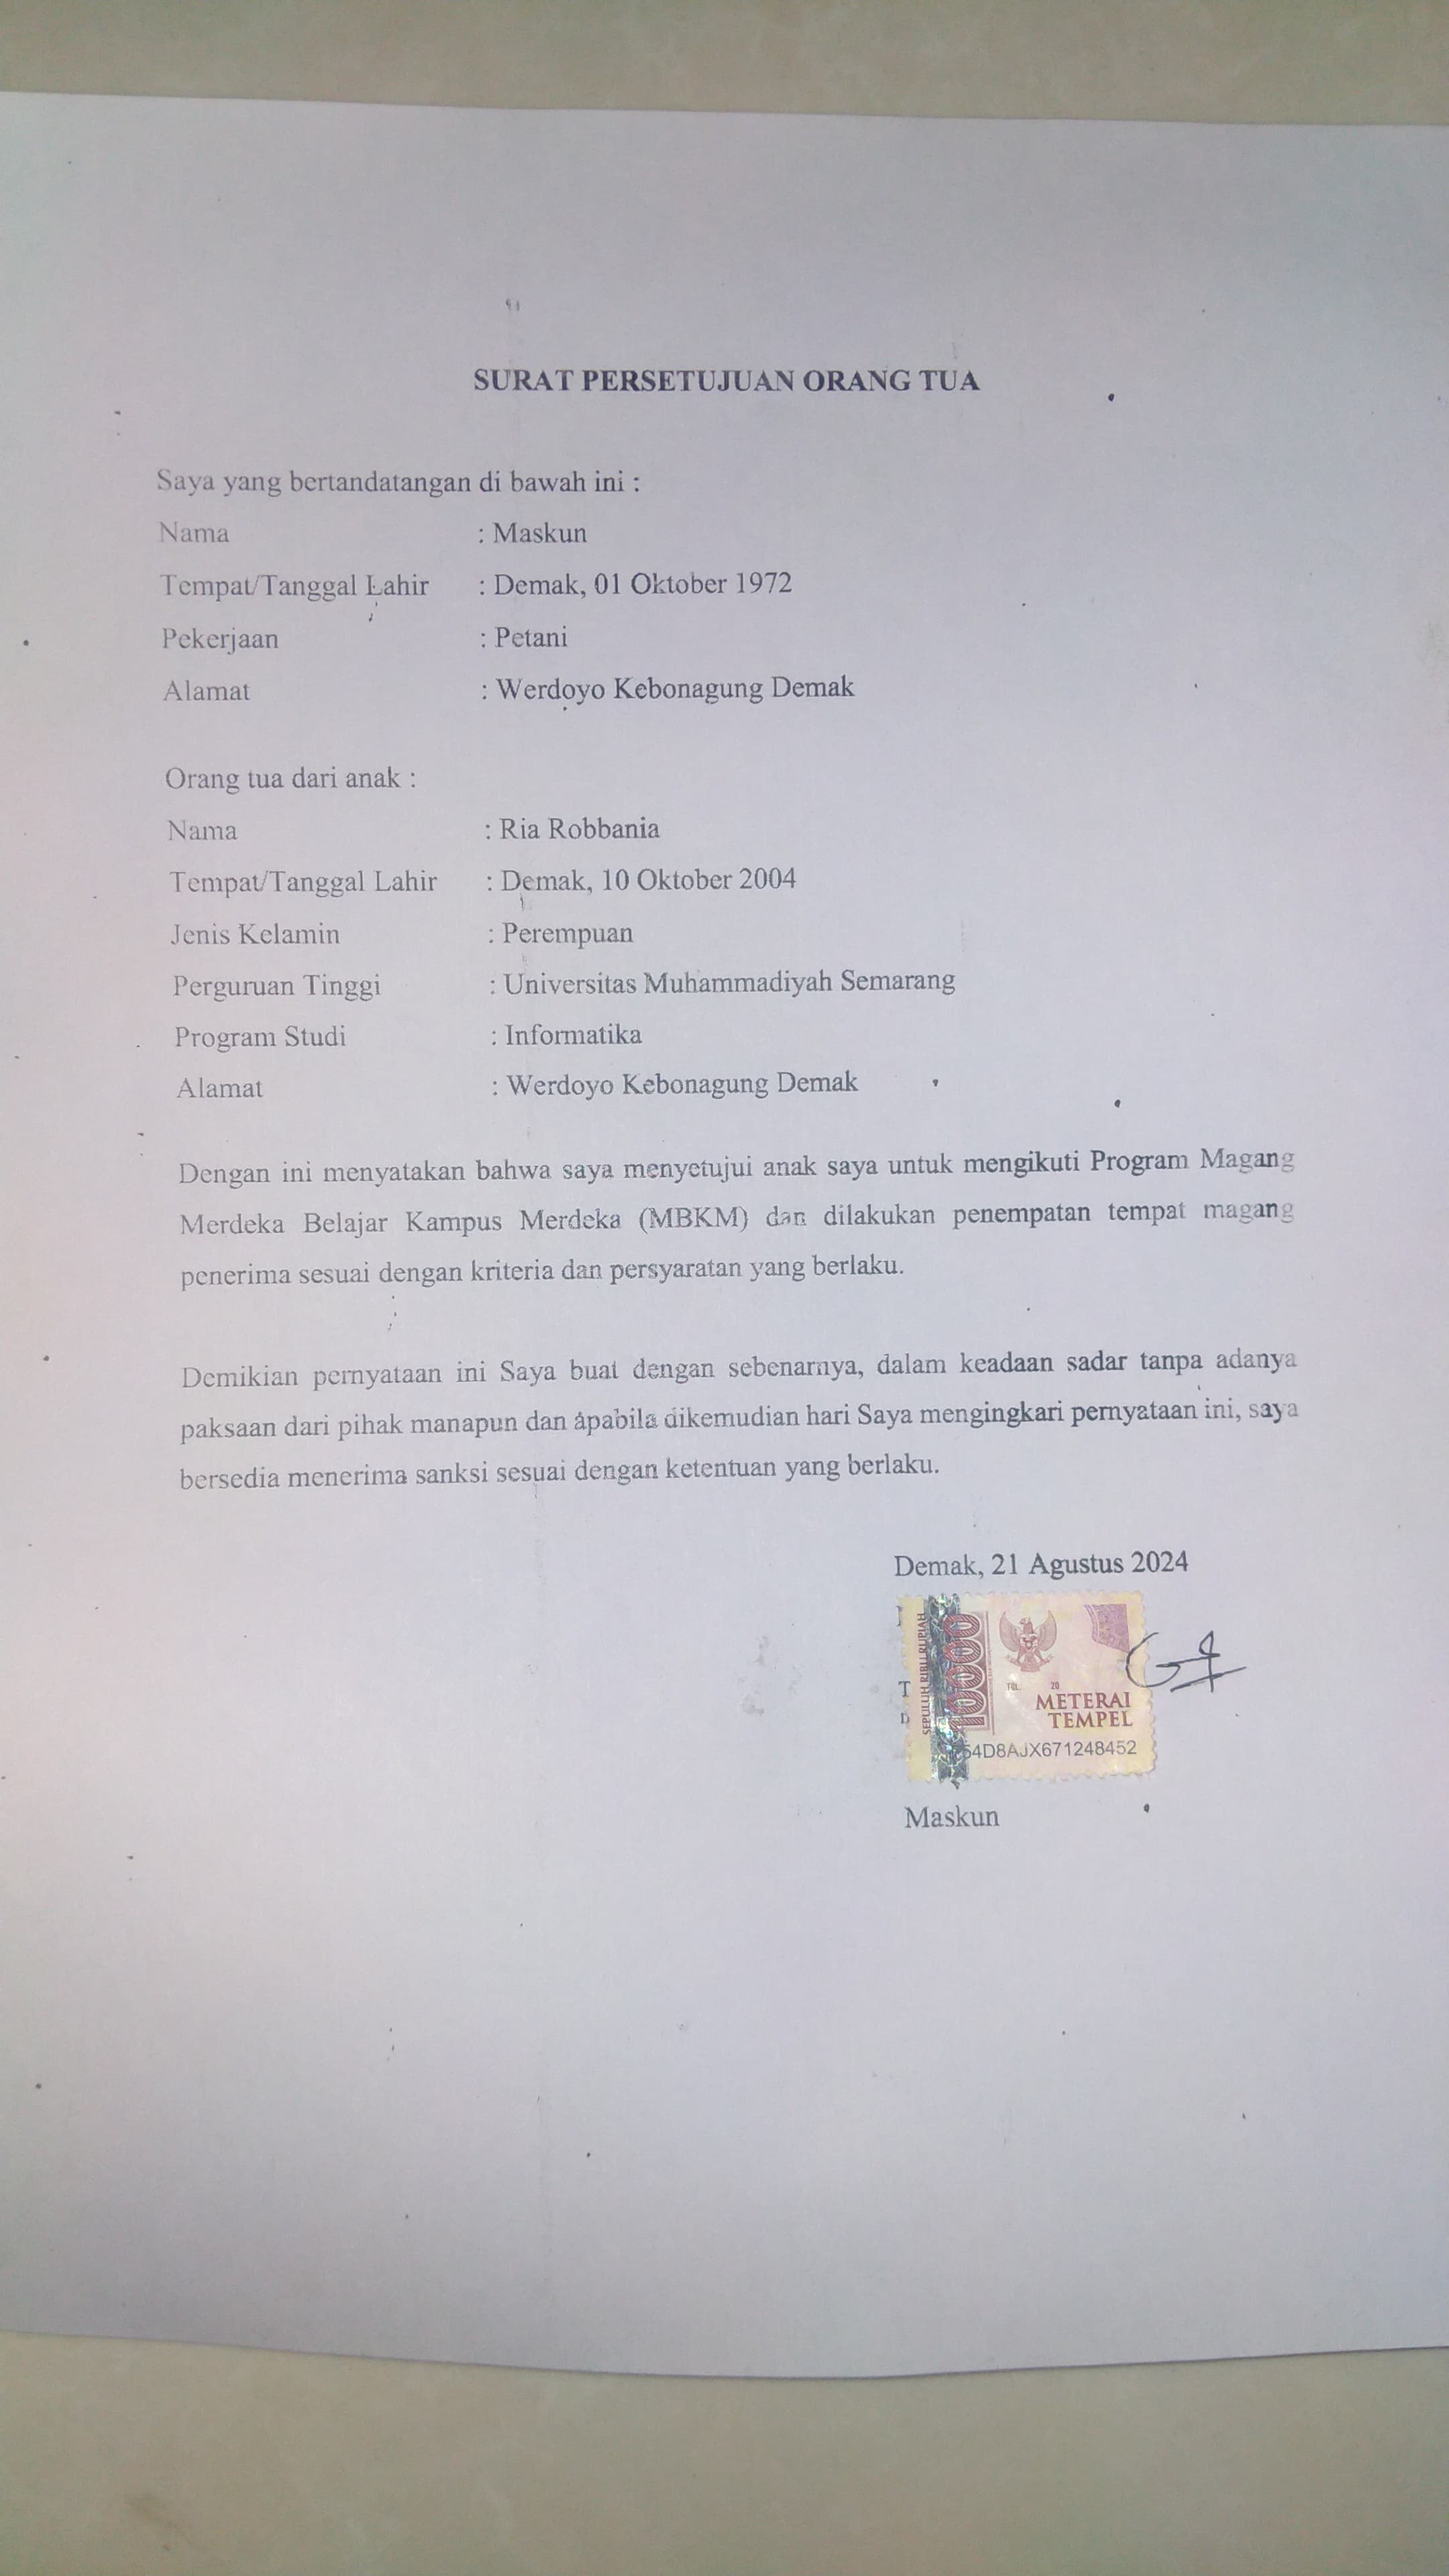 SURAT PERSETUJUAN ORANG TUA
Saya yang bertandatangan di bawah ini :
Nama : Maskun
Tempat/Tanggal Lahir : Demak, 01 Oktober 1972
Pekerjaan : Petani
Alamat : Werdoyo Kebonagung Demak
Orang tua dari anak :
Nama : Ria Robbania
Tempat/Tanggal Lahir : Demak, 10 Oktober 2004
Jenis Kelamin : Perempuan
Perguruan Tinggi : Universitas Muhammadiyah Semarang
Program Studi : Informatika
Alamat : Werdoyo Kebonagung Demak
Dengan ini menyatakan bahwa saya menyetujui anak saya untuk mengikuti Program Magang
Merdeka Belajar Kampus Merdeka (MBKM) dan dilakukan penempatan tempat magang
penerima sesuai dengan kriteria dan persyaratan yang berlaku.
Demikian pernyataan ini Saya buat dengan sebenarnya, dalam keadaan sadar tanpa adanya
paksaan dari pihak manapun dan apabila dikemudian hari Saya mengingkari pernyataan ini, saya
bersedia menerima sanksi sesuai dengan ketentuan yang berlaku.
Demak, 21 Agustus 2024
SEPULUH RIBU RUPIAH
10000
TGL. 20
METERAI
TEMPEL
54D8AJX671248452
Maskun